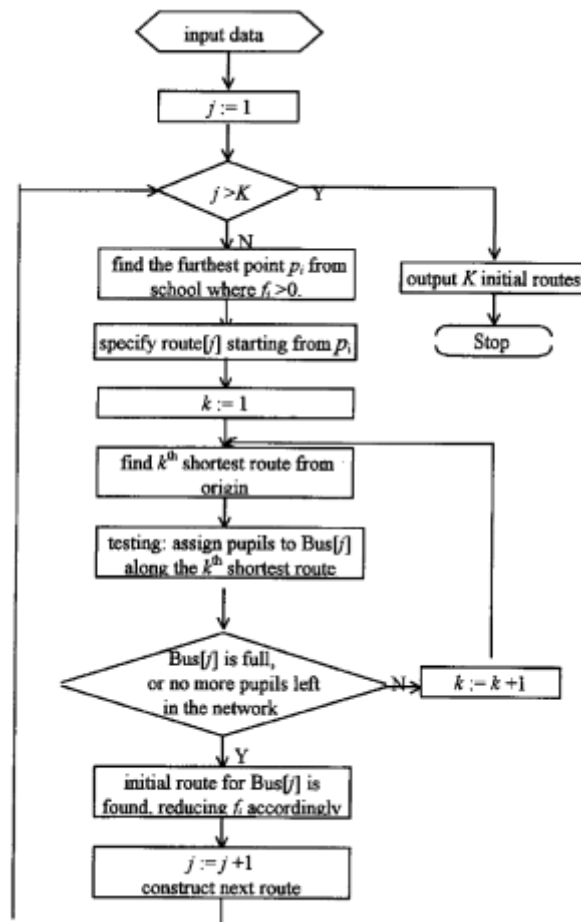 input data
j := 1
j >K
Y
N
find the furthest point pᵢ from
school where fᵢ >0.
output K initial routes
specify route[j] starting from pᵢ
Stop
k := 1
find kᵗʰ shortest route from
origin
testing: assign pupils to Bus[j]
along the kᵗʰ shortest route
Bus[j] is full,
or no more pupils left
in the network
N
k := k +1
Y
initial route for Bus[j] is
found, reducing fᵢ accordingly
j := j +1
construct next route